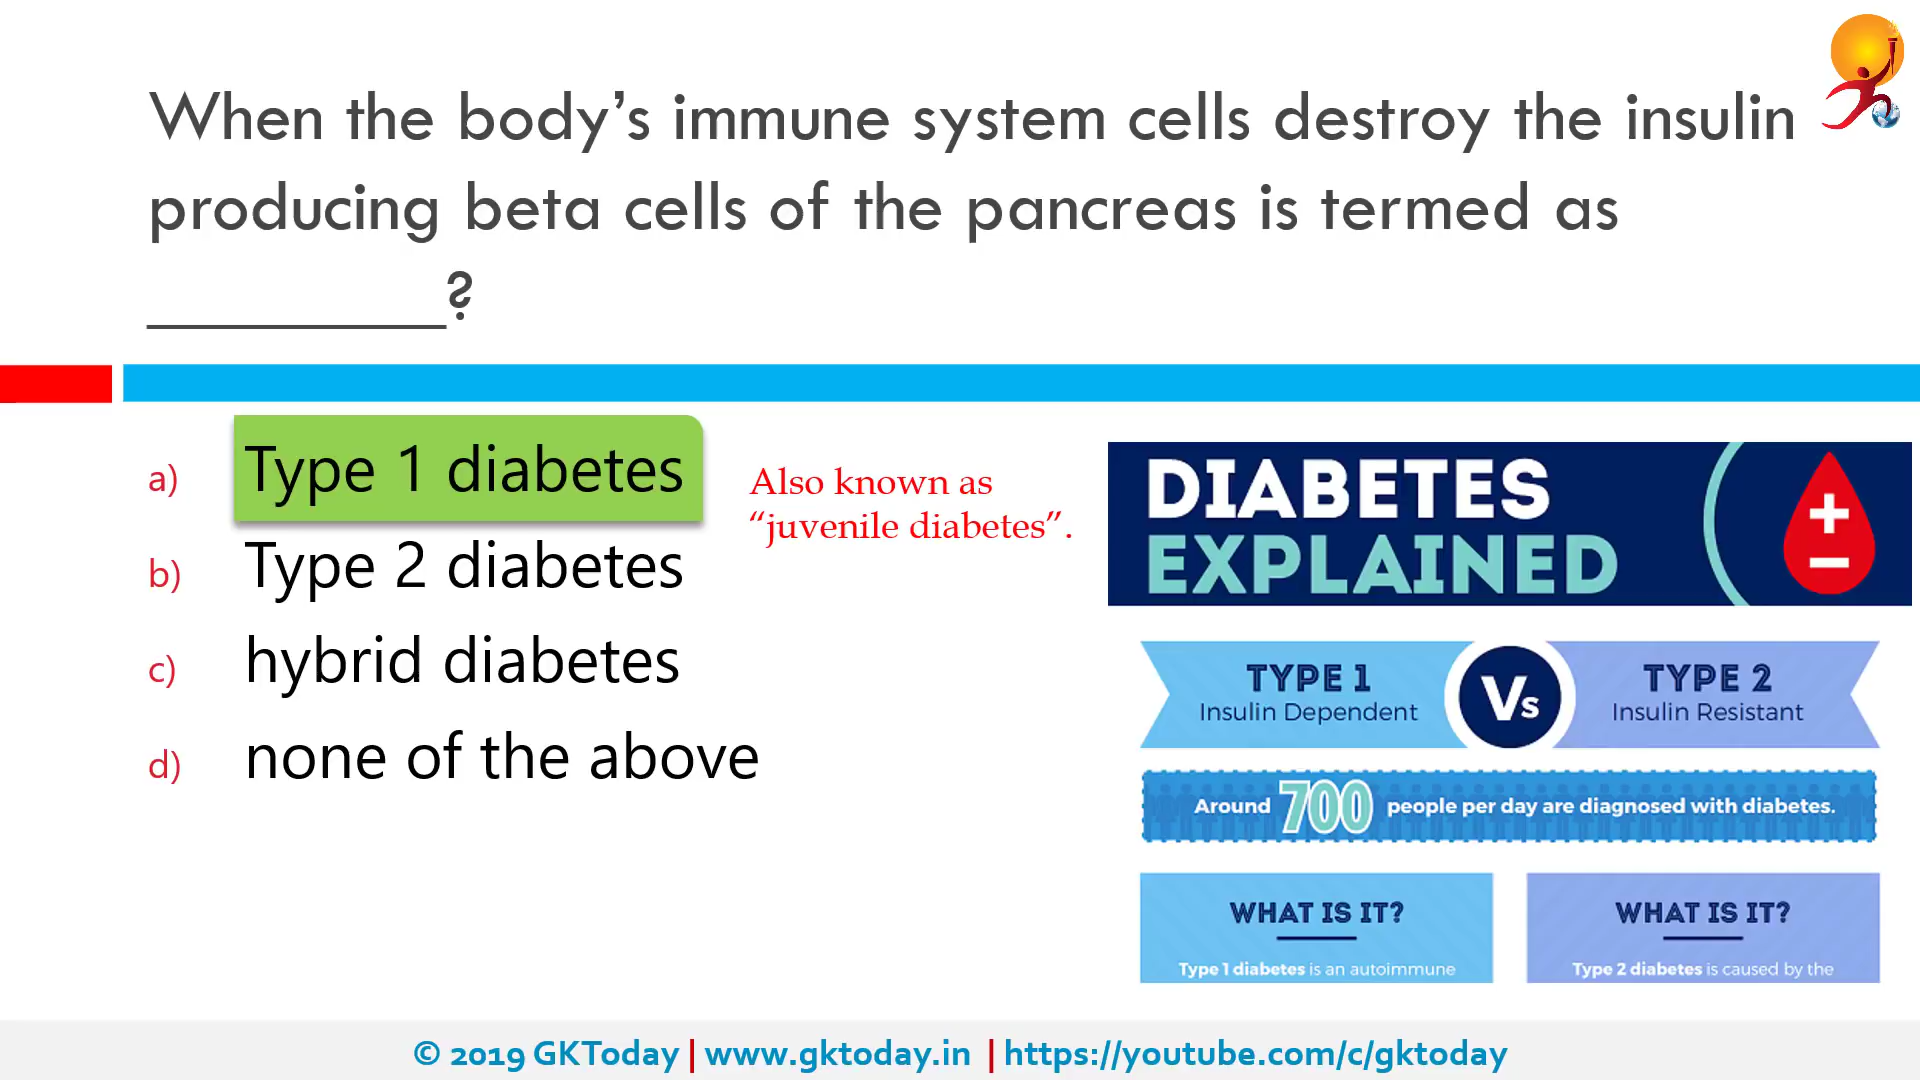 When the body’s immune system cells destroy the insulin
producing beta cells of the pancreas is termed as
_________?
a) Type 1 diabetes
Also known as
“juvenile diabetes”.
b) Type 2 diabetes
c) hybrid diabetes
d) none of the above
DIABETES
EXPLAINED
TYPE 1
Insulin Dependent
Vs
TYPE 2
Insulin Resistant
Around 700 people per day are diagnosed with diabetes.
WHAT IS IT?
Type 1 diabetes is an autoimmune
WHAT IS IT?
Type 2 diabetes is caused by the
© 2019 GKToday | www.gktoday.in | https://youtube.com/c/gktoday